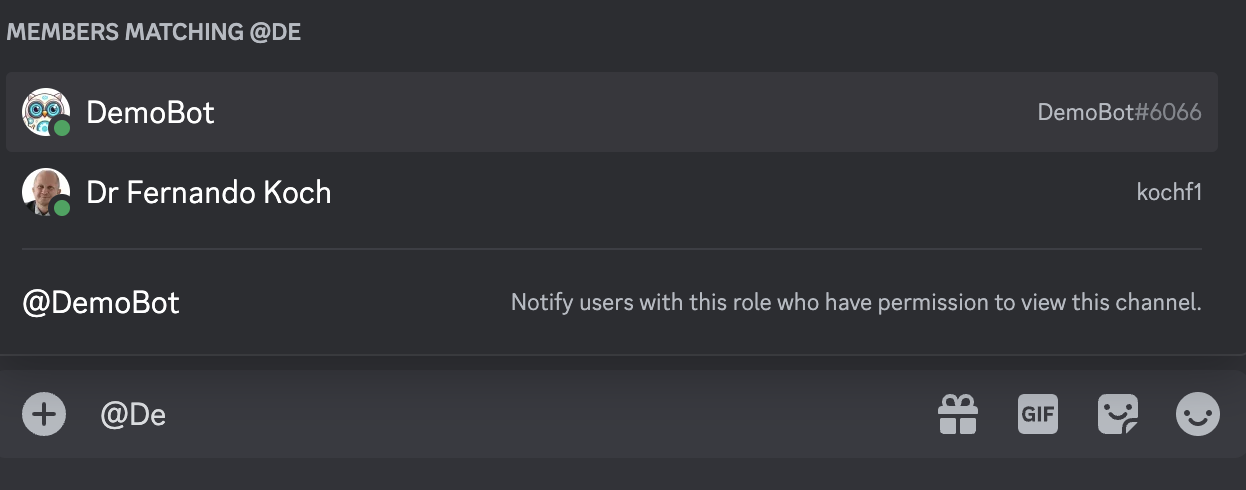 MEMBERS MATCHING @DE
DemoBot DemoBot#6066
Dr Fernando Koch kochf1
@DemoBot Notify users with this role who have permission to view this channel.
@De GIF